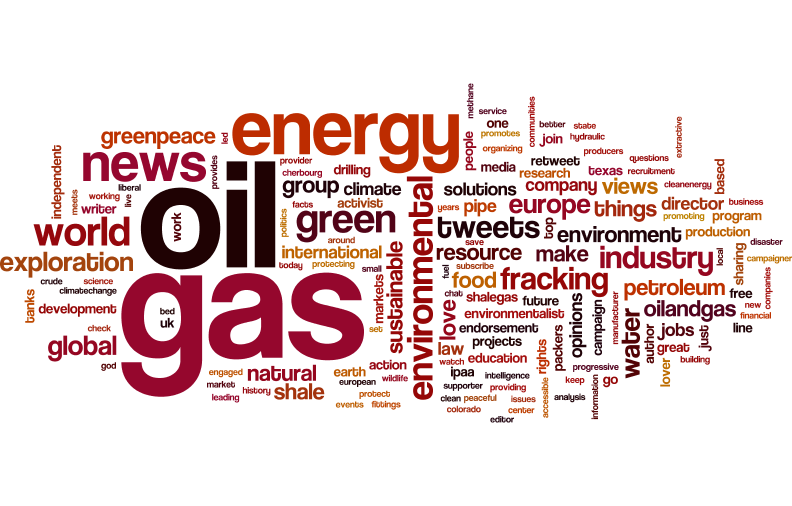 energy
oil
gas
news
greenpeace
led
world
exploration
independent
meets
working
writer
liberal
live
provides
work
crude
science
climatechange
tanks
development
check
global
god
bed
uk
provider
cherbourg
drilling
group
climate
facts
activist
green
politics
around
international
today
protecting
small
markets
set
sustainable
environmental
engaged
market
leading
history
natural
shale
earth
european
events
action
wildlife
protect
fittings
methane
service
one
people
promotes
organizing
media
communities
better
state
join
hydraulic
producers
retweet
research
questions
texas
recruitment
extractive
solutions
company
views
cleanenergy
based
years
pipe
europe
things
director
business
promoting
program
tweets
top
environment
production
disaster
save
resource
make
industry
local
sharing
campaigner
fuel
subscribe
food
fracking
petroleum
free
companies
chat
shalegas
future
love
environmentalist
opinions
campaign
manufacturer
oilandgas
new
financial
endorsement
projects
packers
water
author
jobs
just
line
law
watch
education
rights
great
building
lover
ipaa
intelligence
progressive
supporter
providing
keep
go
clean
peaceful
issues
accessible
analysis
information
colorado
center
editor